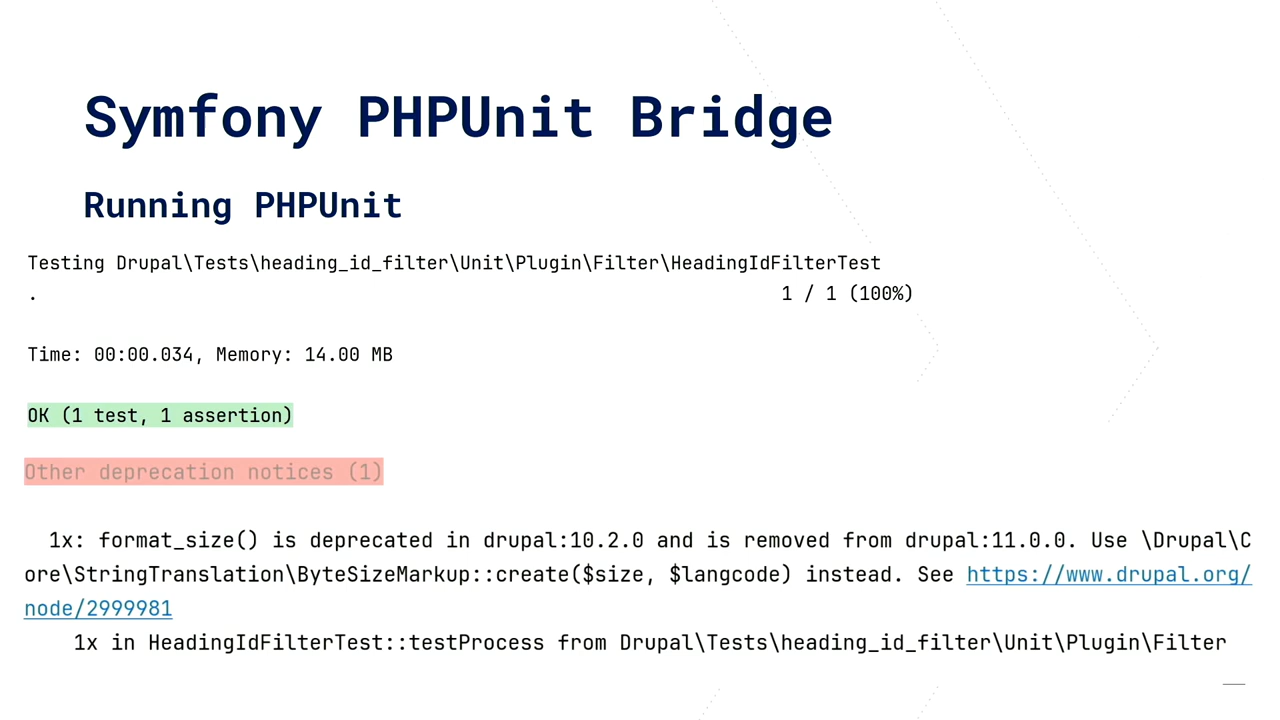 Symfony PHPUnit Bridge
Running PHPUnit
Testing Drupal\Tests\heading_id_filter\Unit\Plugin\Filter\HeadingIdFilterTest
. 1 / 1 (100%)
Time: 00:00.034, Memory: 14.00 MB
OK (1 test, 1 assertion)
Other deprecation notices (1)
1x: format_size() is deprecated in drupal:10.2.0 and is removed from drupal:11.0.0. Use \Drupal\C
ore\StringTranslation\ByteSizeMarkup::create($size, $langcode) instead. See https://www.drupal.org/
node/2999981
1x in HeadingIdFilterTest::testProcess from Drupal\Tests\heading_id_filter\Unit\Plugin\Filter